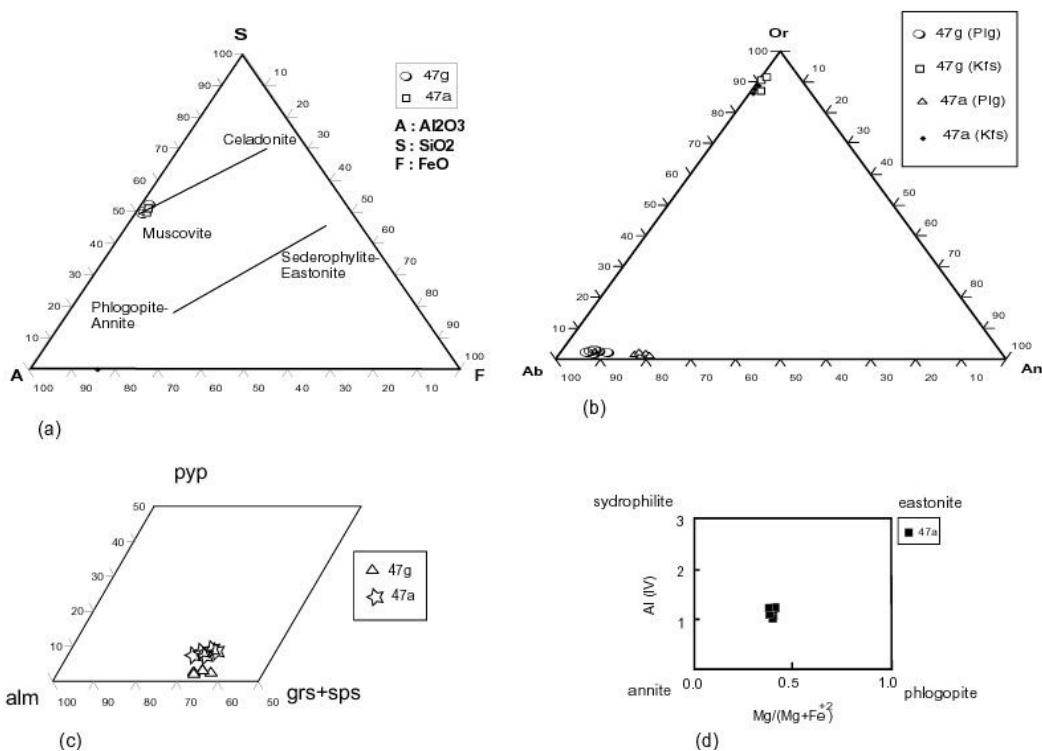 S
100
90
80
70
60
50
40
30
20
10
10
20
30
40
50
60
70
80
90
100
47g
47a
A : Al2O3
S : SiO2
F : FeO
Celadonite
Muscovite
Sederophylite-
Eastonite
Phlogopite-
Annite
A
F
100
90
80
70
60
50
40
30
20
10
(a)
Or
100
90
80
70
60
50
40
30
20
10
10
20
30
40
50
60
70
80
90
100
47g (Plg)
47g (Kfs)
47a (Plg)
47a (Kfs)
Ab
An
100
90
80
70
60
50
40
30
20
10
(b)
pyp
50
40
30
20
10
47g
47a
alm
grs+sps
100
90
80
70
60
50
(c)
sydrophilite
eastonite
3
2
1
Al (IV)
47a
annite
phlogopite
0.0
0.5
1.0
Mg/(Mg+Fe+2)
(d)